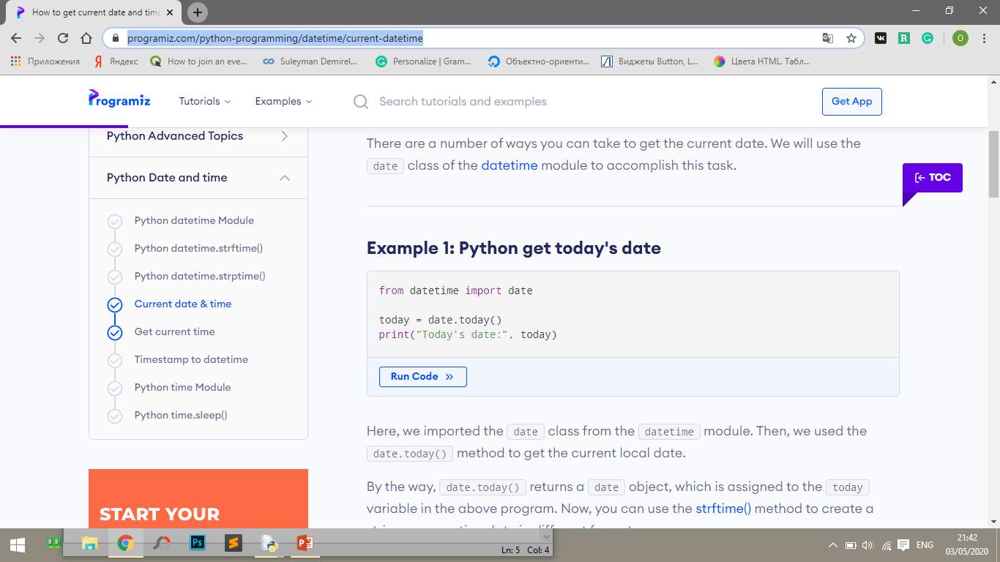 How to get current date and time
programiz.com/python-programming/datetime/current-datetime
Приложения
Яндекс
How to join an eve...
Suleyman Demirel...
Personalize | Gram...
Объектно-ориенти...
Виджеты Button, L...
Цвета HTML. Табл...
Programiz
Tutorials
Examples
Search tutorials and examples
Get App
Python Advanced Topics
Python Date and time
Python datetime Module
Python datetime.strftime()
Python datetime.strptime()
Current date & time
Get current time
Timestamp to datetime
Python time Module
Python time.sleep()
START YOUR
There are a number of ways you can take to get the current date. We will use the
date class of the datetime module to accomplish this task.
TOC
Example 1: Python get today's date
from datetime import date
today = date.today()
print("Today's date:", today)
Run Code »
Here, we imported the date class from the datetime module. Then, we used the
date.today() method to get the current local date.
By the way, date.today() returns a date object, which is assigned to the today
variable in the above program. Now, you can use the strftime() method to create a
Ln: 5 Col: 4
ENG
21:42
03/05/2020